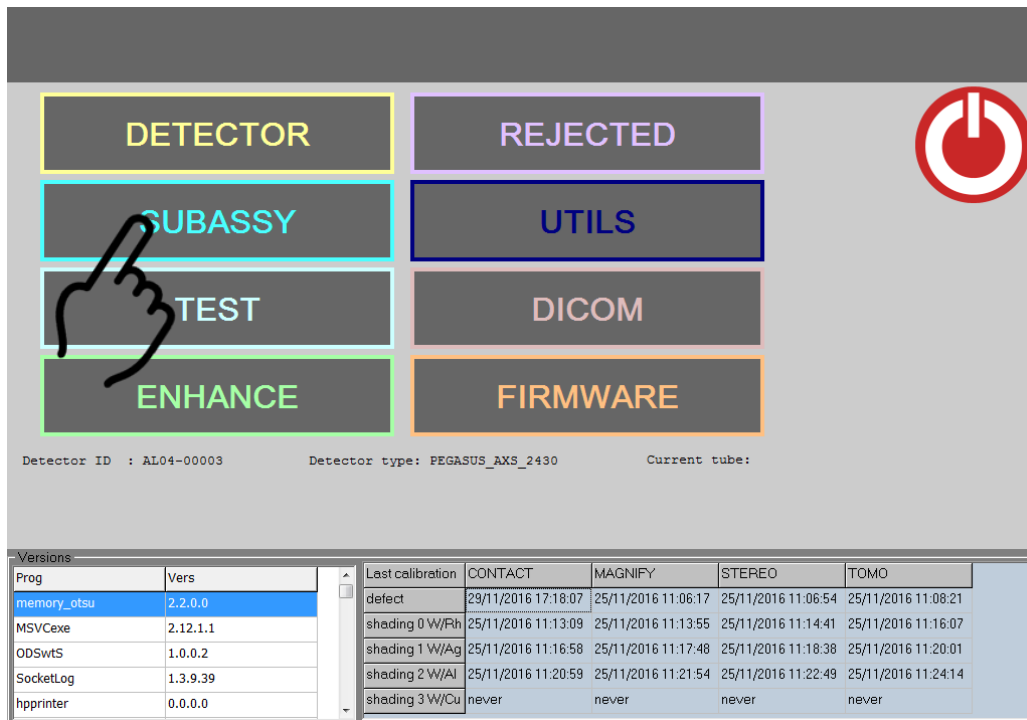 DETECTOR REJECTED
SUBASSY UTILS
TEST DICOM
ENHANCE FIRMWARE
Detector ID : AL04-00003 Detector type: PEGASUS_AXS_2430 Current tube:
Versions
Prog Vers
memory_otsu 2.2.0.0
MSVCexe 2.12.1.1
ODSwtS 1.0.0.2
SocketLog 1.3.9.39
hpprinter 0.0.0.0
Last calibration CONTACT MAGNIFY STEREO TOMO
defect 29/11/2016 17:18:07 25/11/2016 11:06:17 25/11/2016 11:06:54 25/11/2016 11:08:21
shading 0 W/Rh 25/11/2016 11:13:09 25/11/2016 11:13:55 25/11/2016 11:14:41 25/11/2016 11:16:07
shading 1 W/Ag 25/11/2016 11:16:58 25/11/2016 11:17:48 25/11/2016 11:18:38 25/11/2016 11:20:01
shading 2 W/Al 25/11/2016 11:20:59 25/11/2016 11:21:54 25/11/2016 11:22:49 25/11/2016 11:24:14
shading 3 W/Cu never never never never